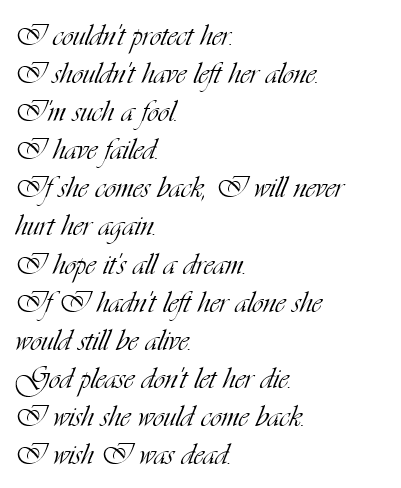 I couldn't protect her.
I shouldn't have left her alone.
I'm such a fool.
I have failed.
If she comes back, I will never
hurt her again.
I hope it's all a dream.
If I hadn't left her alone she
would still be alive.
God please don't let her die.
I wish she would come back.
I wish I was dead.